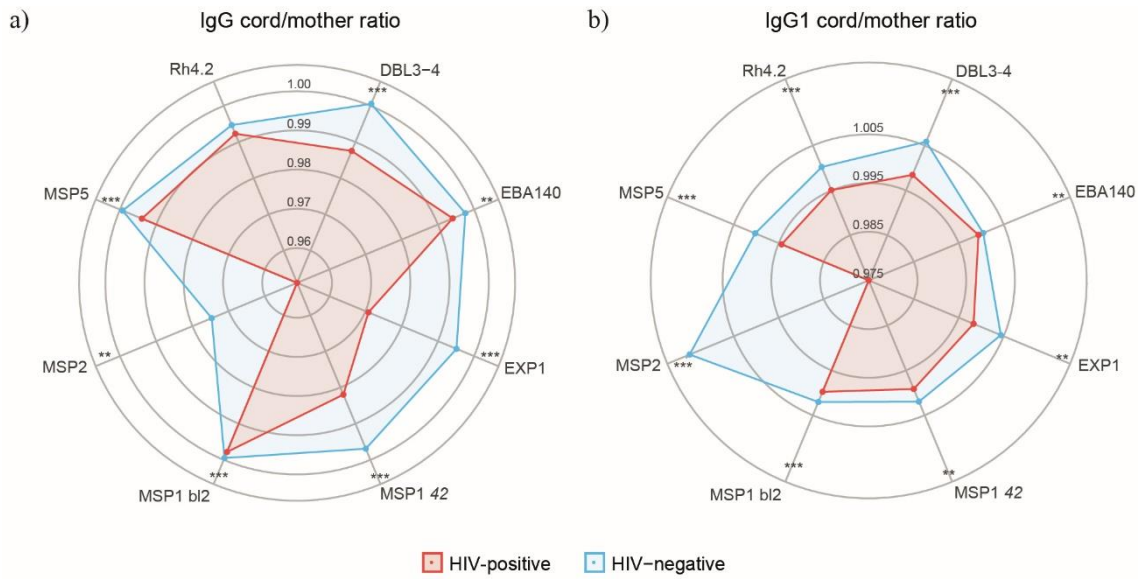 a)
IgG cord/mother ratio
Rh4.2
DBL3−4
***
EBA140
**
EXP1
***
MSP1 42
***
MSP1 bl2
***
MSP2
**
MSP5
***
1.00
0.99
0.98
0.97
0.96
b)
IgG1 cord/mother ratio
Rh4.2
***
DBL3-4
***
EBA140
**
EXP1
**
MSP1 42
**
MSP1 bl2
***
MSP2
***
MSP5
***
1.005
0.995
0.985
0.975
HIV-positive
HIV−negative